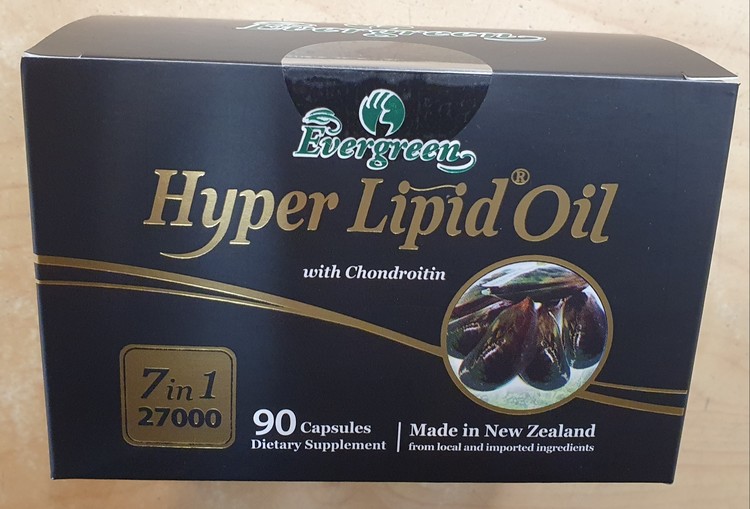 Evergreen
Evergreen
Hyper Lipid® Oil
with Chondroitin
7 in 1
27000
90 Capsules
Dietary Supplement
Made in New Zealand
from local and imported ingredients